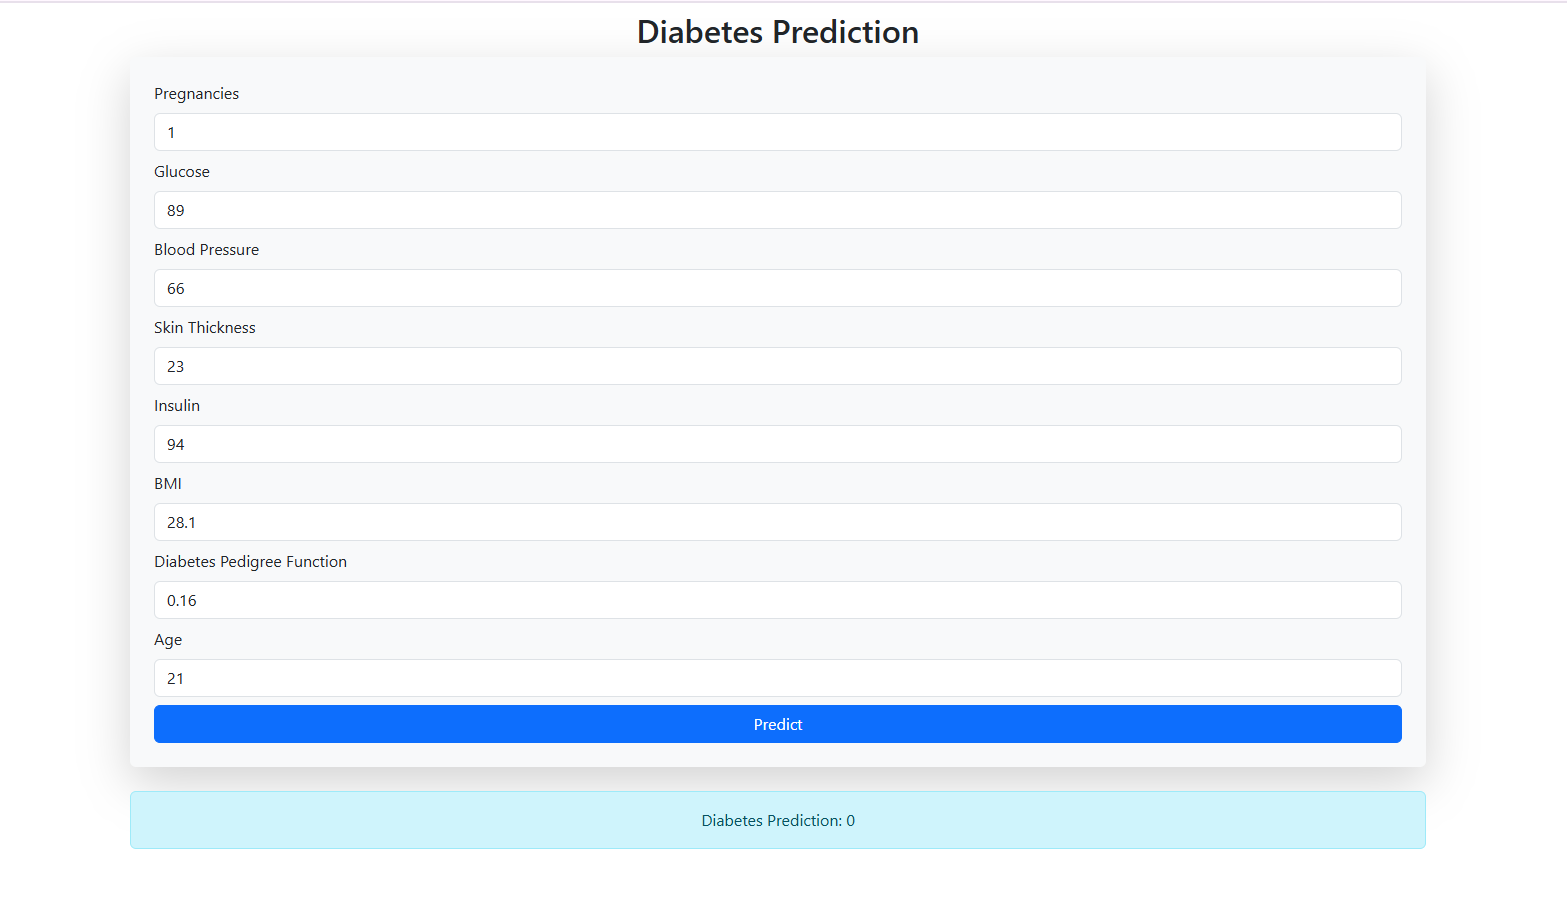 Diabetes Prediction
Pregnancies
1
Glucose
89
Blood Pressure
66
Skin Thickness
23
Insulin
94
BMI
28.1
Diabetes Pedigree Function
0.16
Age
21
Predict
Diabetes Prediction: 0